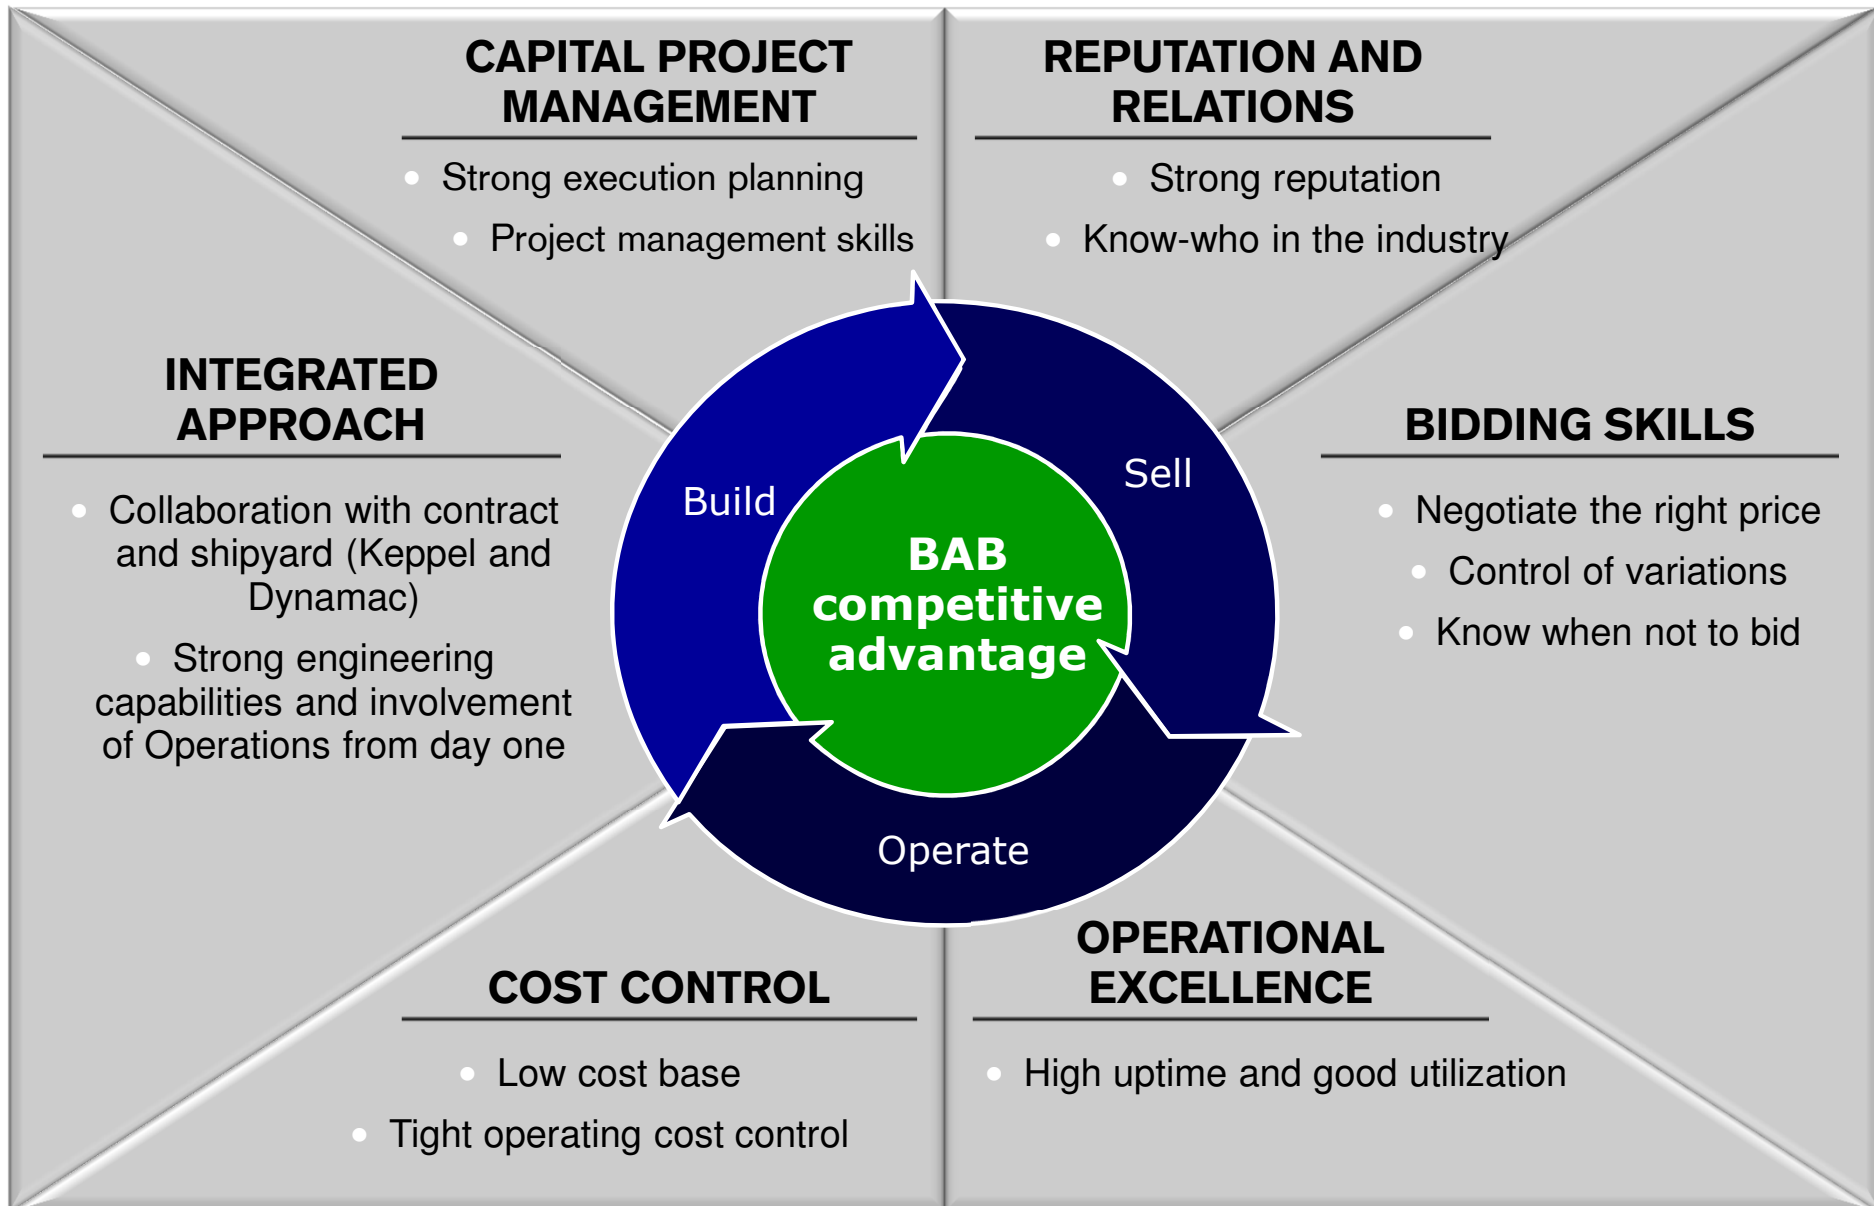 CAPITAL PROJECT
MANAGEMENT
• Strong execution planning
• Project management skills
REPUTATION AND
RELATIONS
• Strong reputation
• Know-who in the industry
INTEGRATED
APPROACH
• Collaboration with contract
and shipyard (Keppel and
Dynamac)
• Strong engineering
capabilities and involvement
of Operations from day one
Build
Sell
BAB
competitive
advantage
Operate
BIDDING SKILLS
• Negotiate the right price
• Control of variations
• Know when not to bid
COST CONTROL
• Low cost base
• Tight operating cost control
OPERATIONAL
EXCELLENCE
• High uptime and good utilization